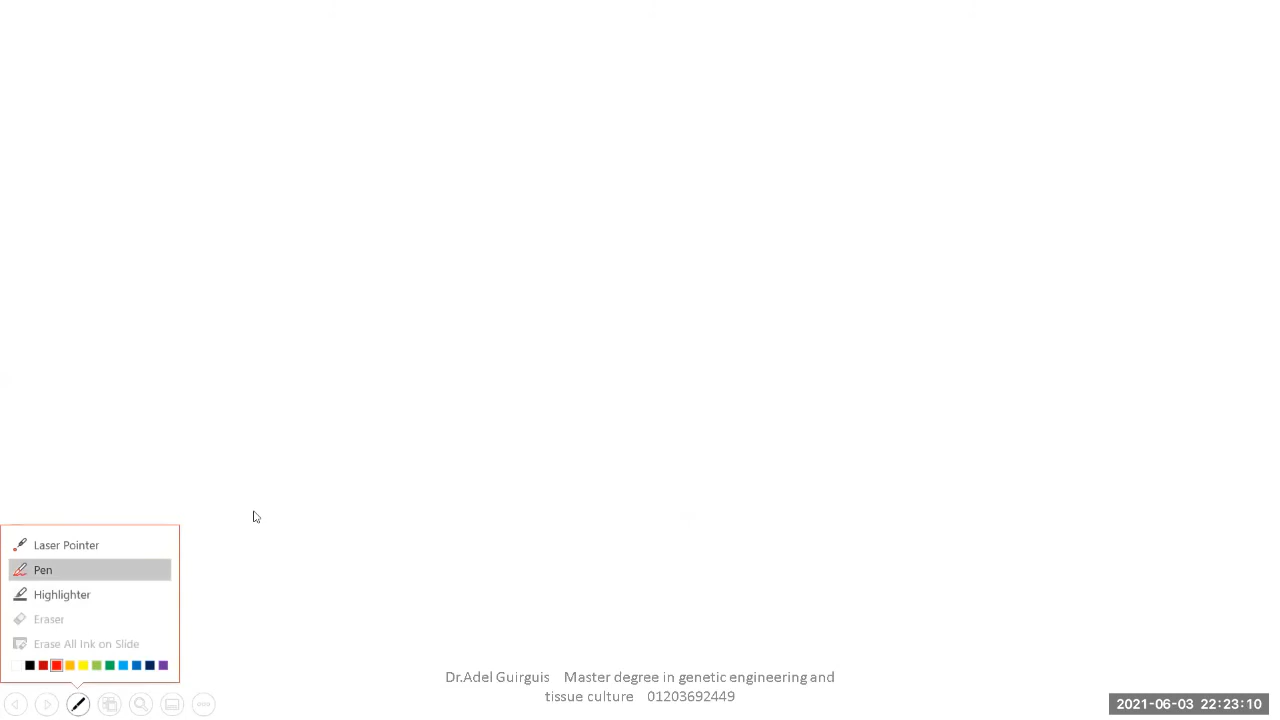 Laser Pointer
Pen
Highlighter
Eraser
Erase All Ink on Slide
Dr.Adel Guirguis Master degree in genetic engineering and
tissue culture 01203692449
2021-06-03 22:23:10